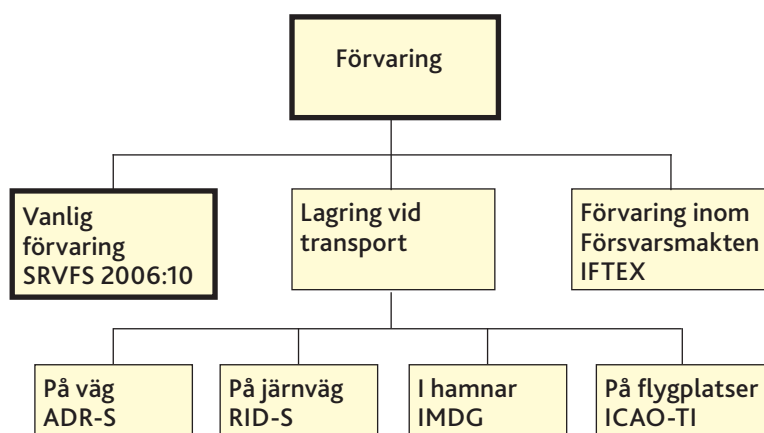 Förvaring
Vanlig
förvaring
SRVFS 2006:10
Lagring vid
transport
Förvaring inom
Försvarsmakten
IFTEX
På väg
ADR-S
På järnväg
RID-S
I hamnar
IMDG
På flygplatser
ICAO-TI